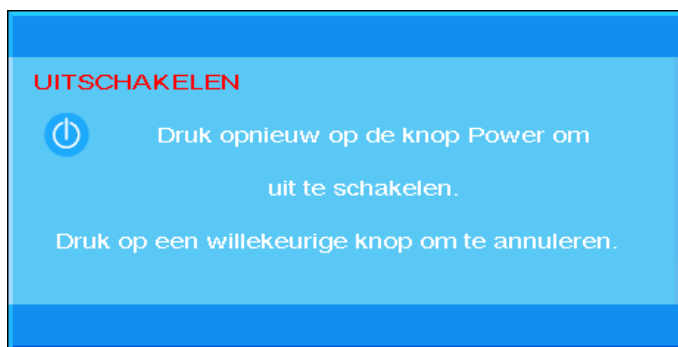 UITSCHAKELEN
Druk opnieuw op de knop Power om
uit te schakelen.
Druk op een willekeurige knop om te annuleren.